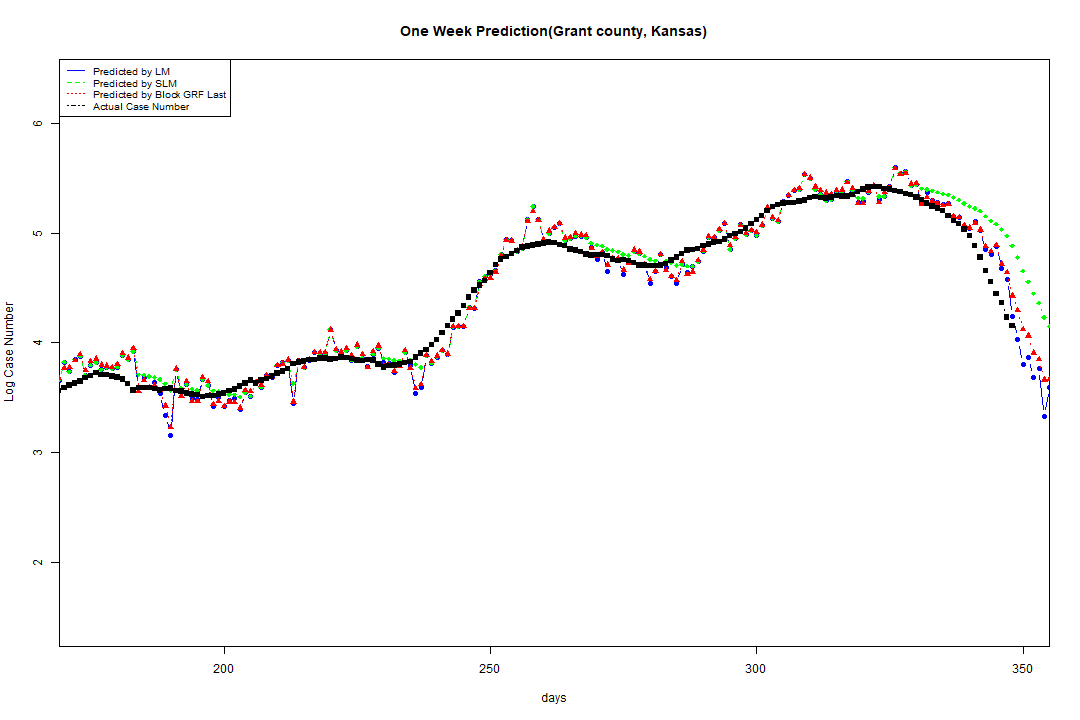 One Week Prediction(Grant county, Kansas)
Predicted by LM
Predicted by SLM
Predicted by Block GRF Last
Actual Case Number
6
5
4
3
2
Log Case Number
200 250 300 350
days